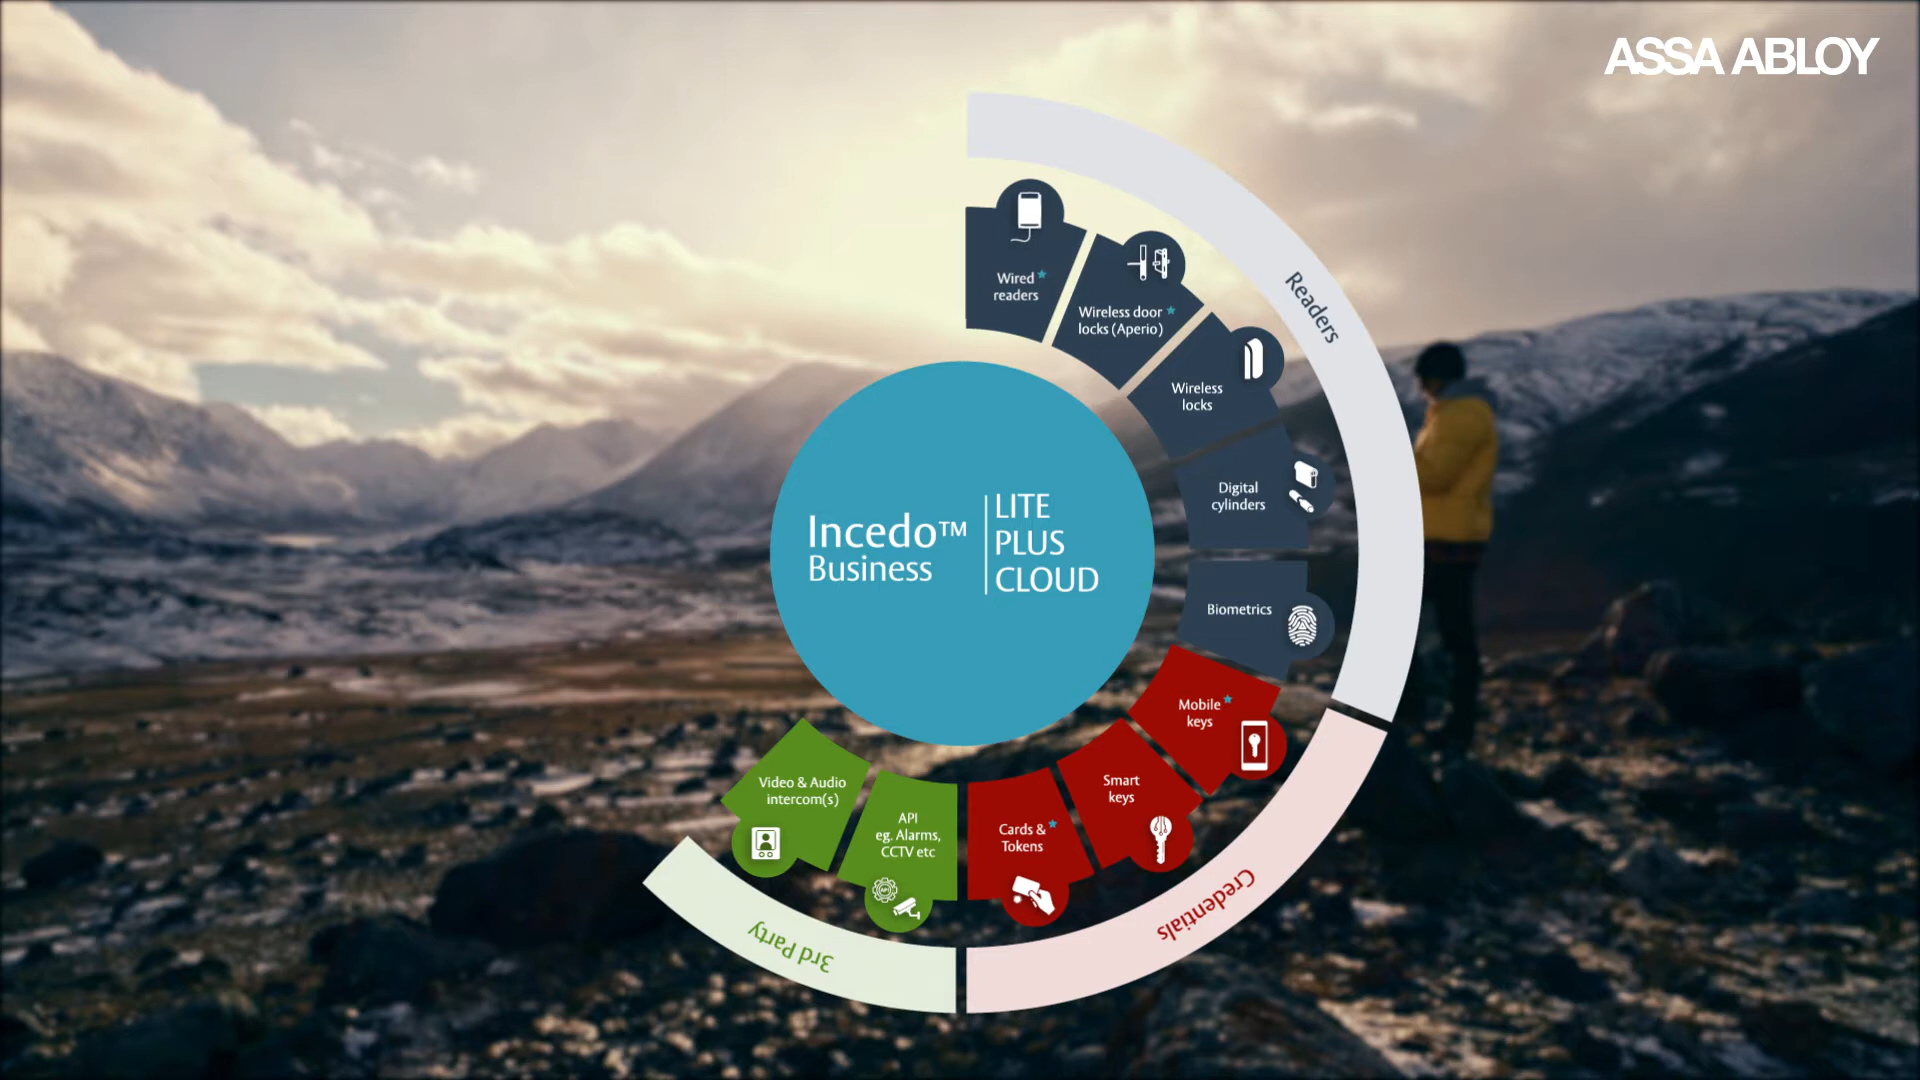 ASSA ABLOY
Readers
Wired
readers
Wireless door
locks (Aperio)
Wireless
locks
Digital
cylinders
Biometrics
Incedo™
Business
LITE
PLUS
CLOUD
Mobile
keys
Smart
keys
Cards &
Tokens
Credentials
API
eg. Alarms,
CCTV etc
API
Video & Audio
intercom(s)
3rd Party